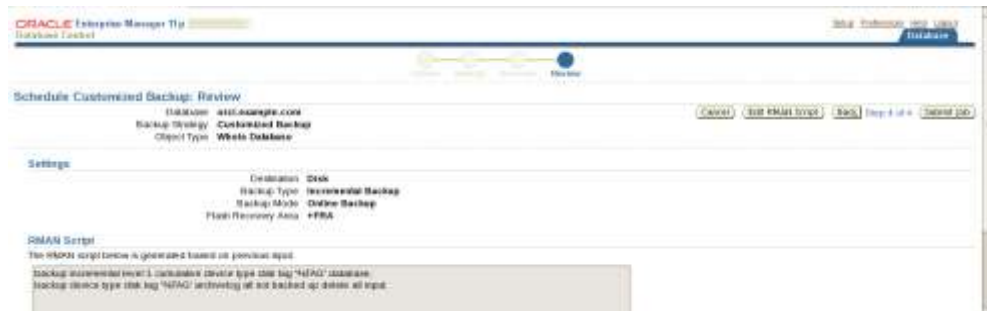 ORACLE Enterprise Manager 11g
Database Control
Setup Preferences Help Logout
Database
Review
Schedule Customized Backup: Review
Database orcl.example.com
Backup Strategy Customized Backup
Object Type Whole Database
Cancel Edit RMAN Script Back Step 4 of 4 Submit Job
Settings
Destination Disk
Backup Type Incremental Backup
Backup Mode Online Backup
Flash Recovery Area +FRA
RMAN Script
The RMAN script below is generated based on previous input.
backup incremental level 1 cumulative device type disk tag '%TAG' database;
backup device type disk tag '%TAG' archivelog all not backed up delete all input;